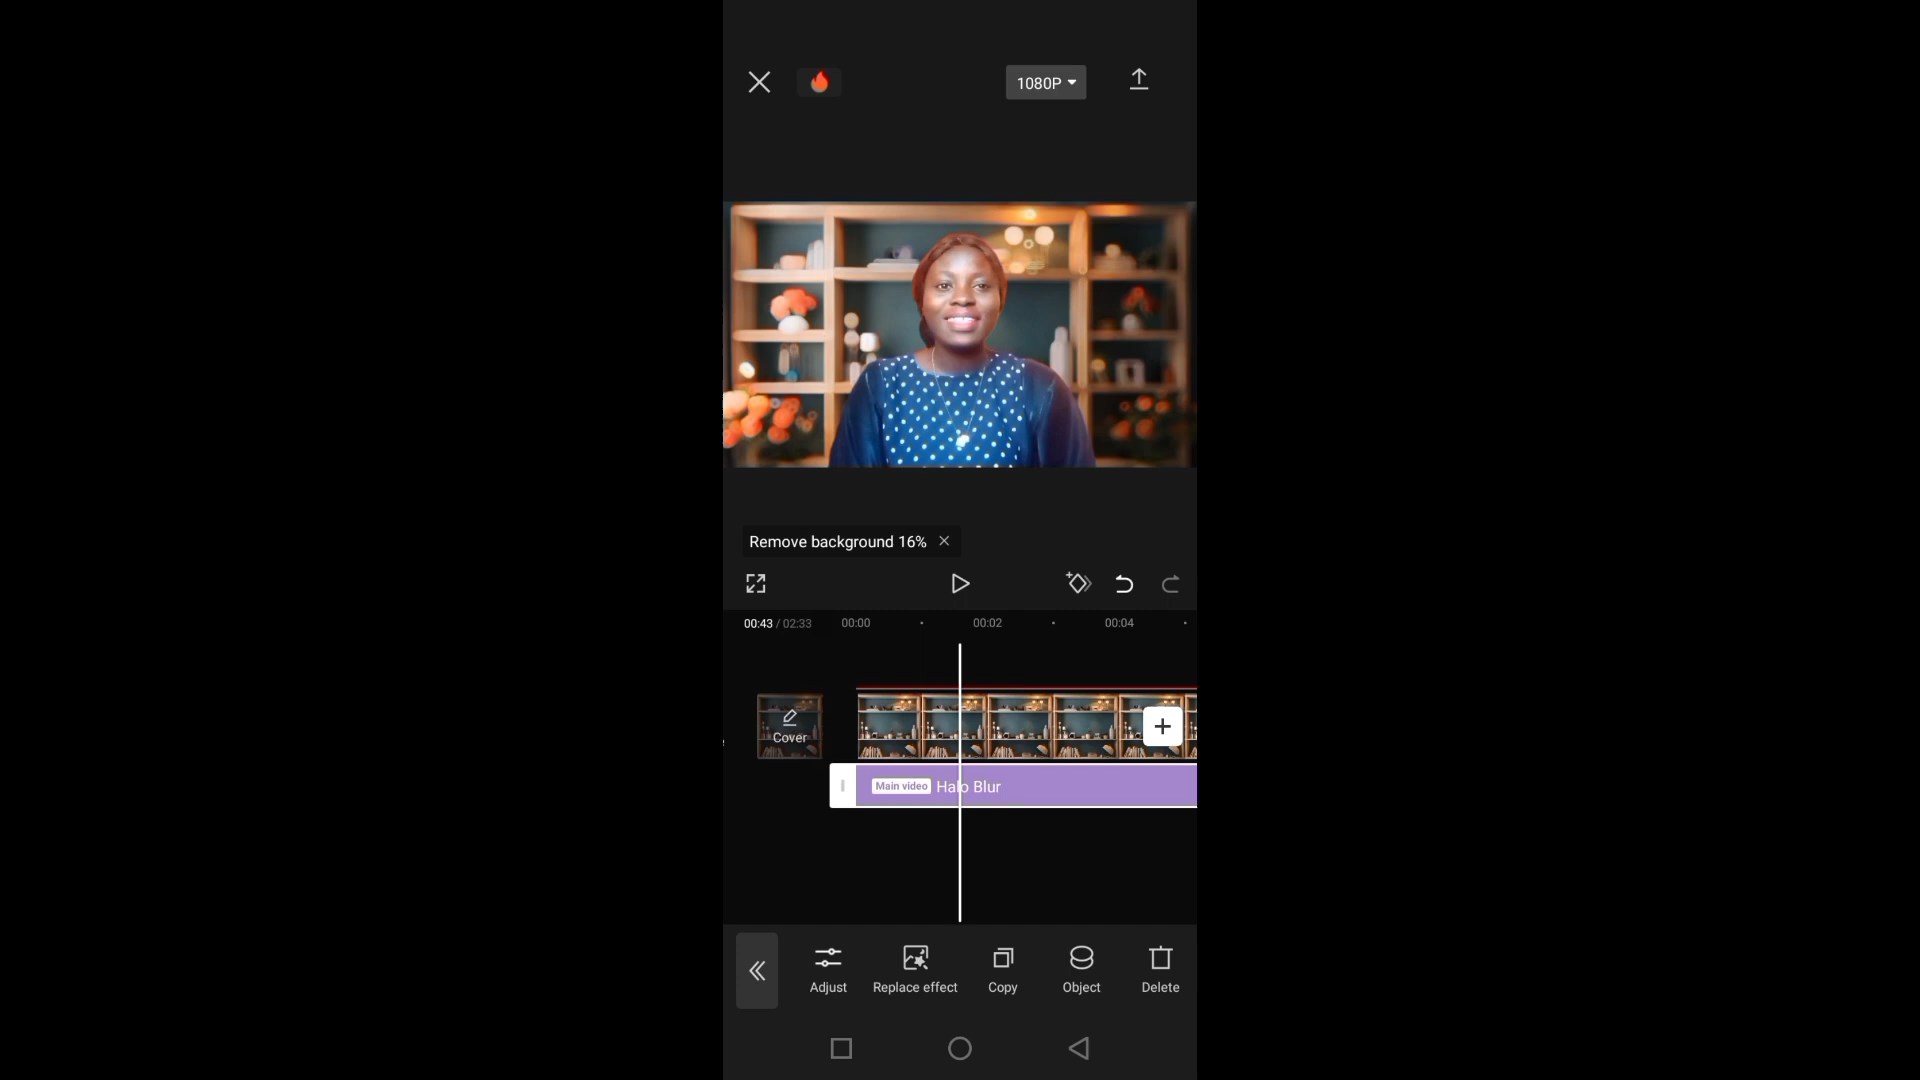 1080P
Remove background 16%
00:43 / 02:33 00:00 00:02 00:04
Cover
Main video Halo Blur
Adjust Replace effect Copy Object Delete